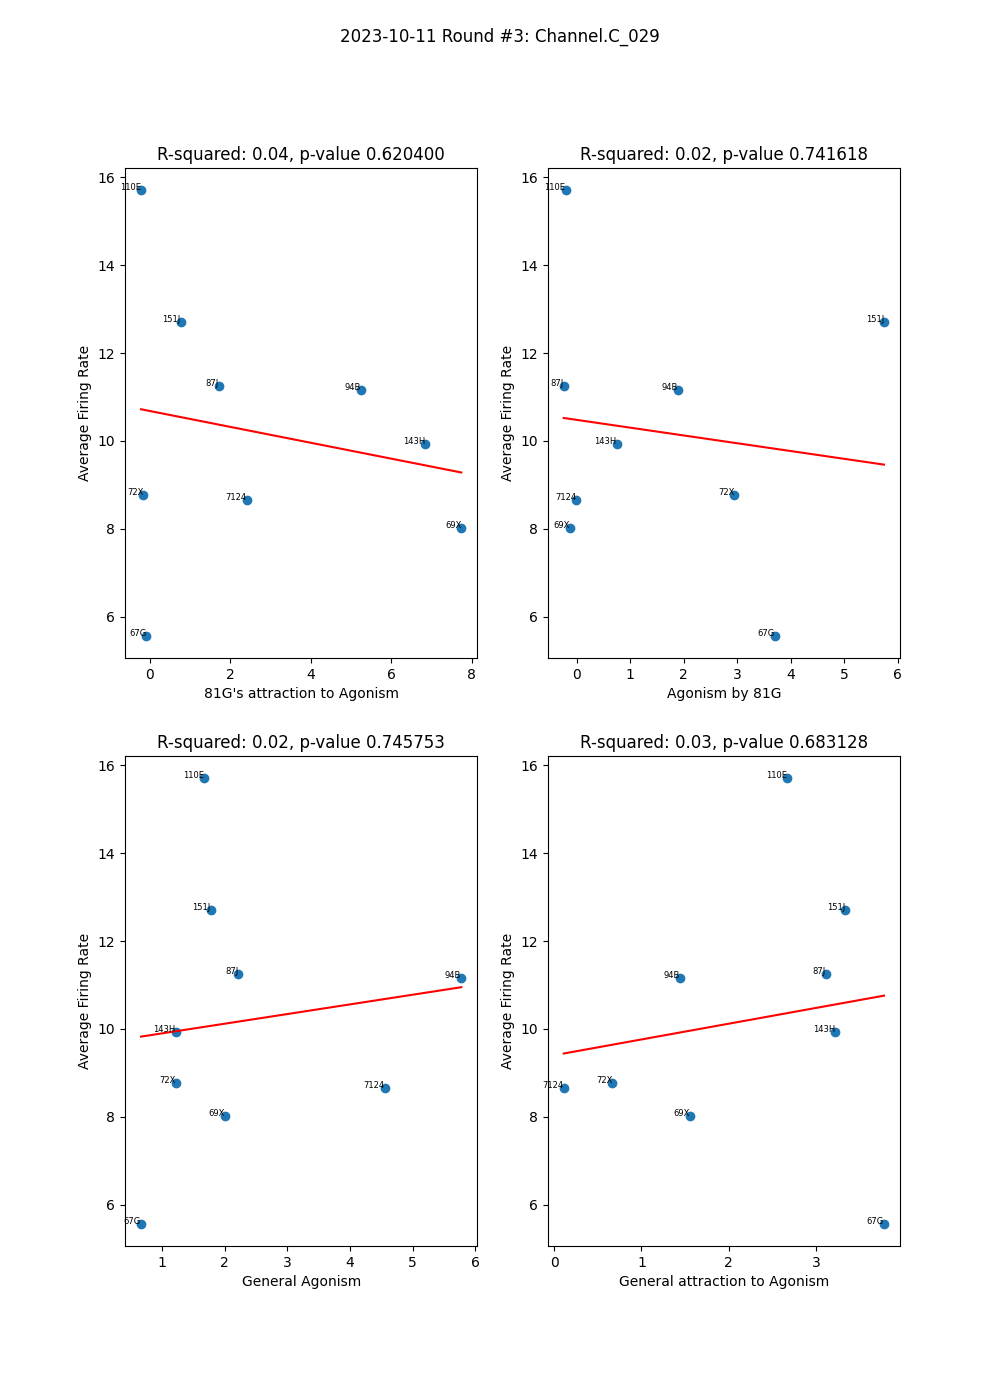 2023-10-11 Round #3: Channel.C_029
R-squared: 0.04, p-value 0.620400
16
14
12
10
8
6
Average Firing Rate
110E
151J
87J
94B
143H
72X
7124
69X
67G
0 2 4 6 8
81G's attraction to Agonism
R-squared: 0.02, p-value 0.741618
16
14
12
10
8
6
Average Firing Rate
110E
151J
87J
94B
143H
72X
7124
69X
67G
0 1 2 3 4 5 6
Agonism by 81G
R-squared: 0.02, p-value 0.745753
16
14
12
10
8
6
Average Firing Rate
110E
151J
87J
94B
143H
72X
7124
69X
67G
1 2 3 4 5 6
General Agonism
R-squared: 0.03, p-value 0.683128
16
14
12
10
8
6
Average Firing Rate
110E
151J
87J
94B
143H
72X
7124
69X
67G
0 1 2 3
General attraction to Agonism